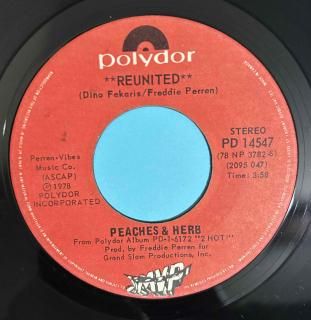 polydor
**REUNITED**
(Dino Fekaris/Freddie Perren)
STEREO
PD 14547
(78 NP 3782-S)
(2095 047)
Time: 3:58
Perren-Vibes
Music Co.
(ASCAP)
Ⓟ 1978
POLYDOR
INCORPORATED
PEACHES & HERB
From Polydor Album PD-1-6172 "2 HOT!"
Prod. by Freddie Perren for
Grand Slam Productions, Inc.
MVP